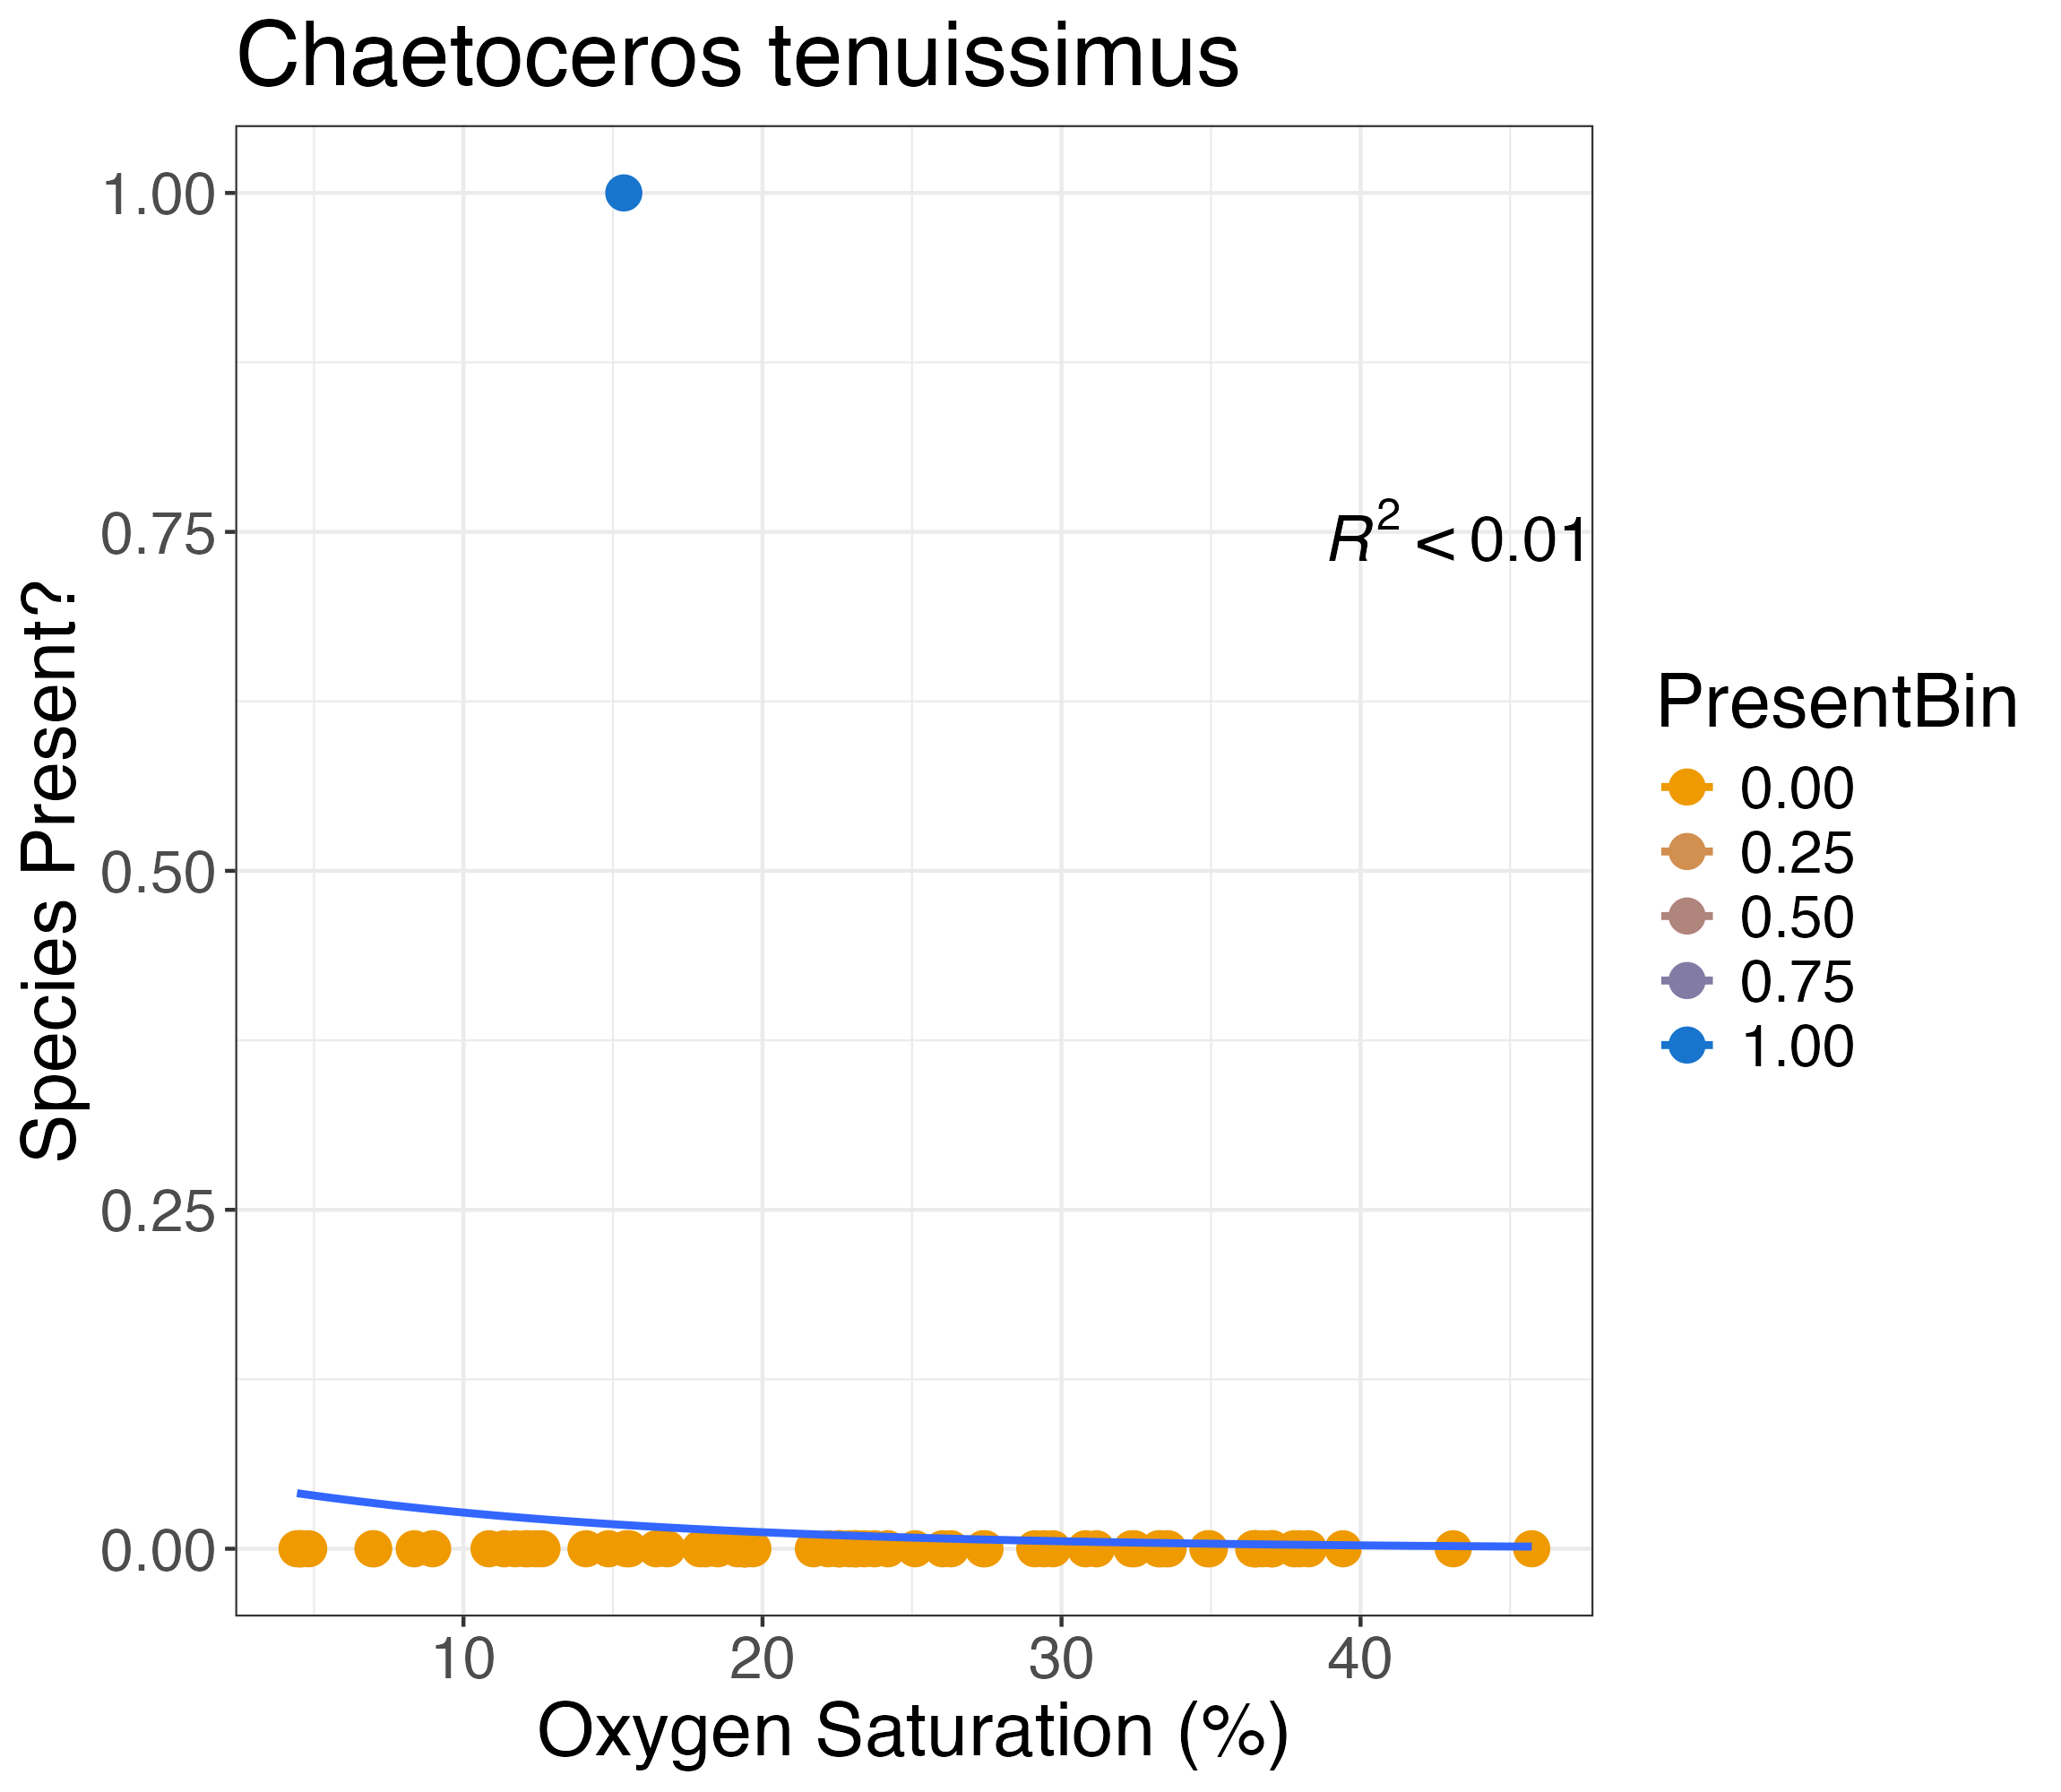 Chaetoceros tenuissimus
1.00
0.75
0.50
0.25
0.00
Species Present?
R² < 0.01
10 20 30 40
Oxygen Saturation (%)
PresentBin
0.00
0.25
0.50
0.75
1.00